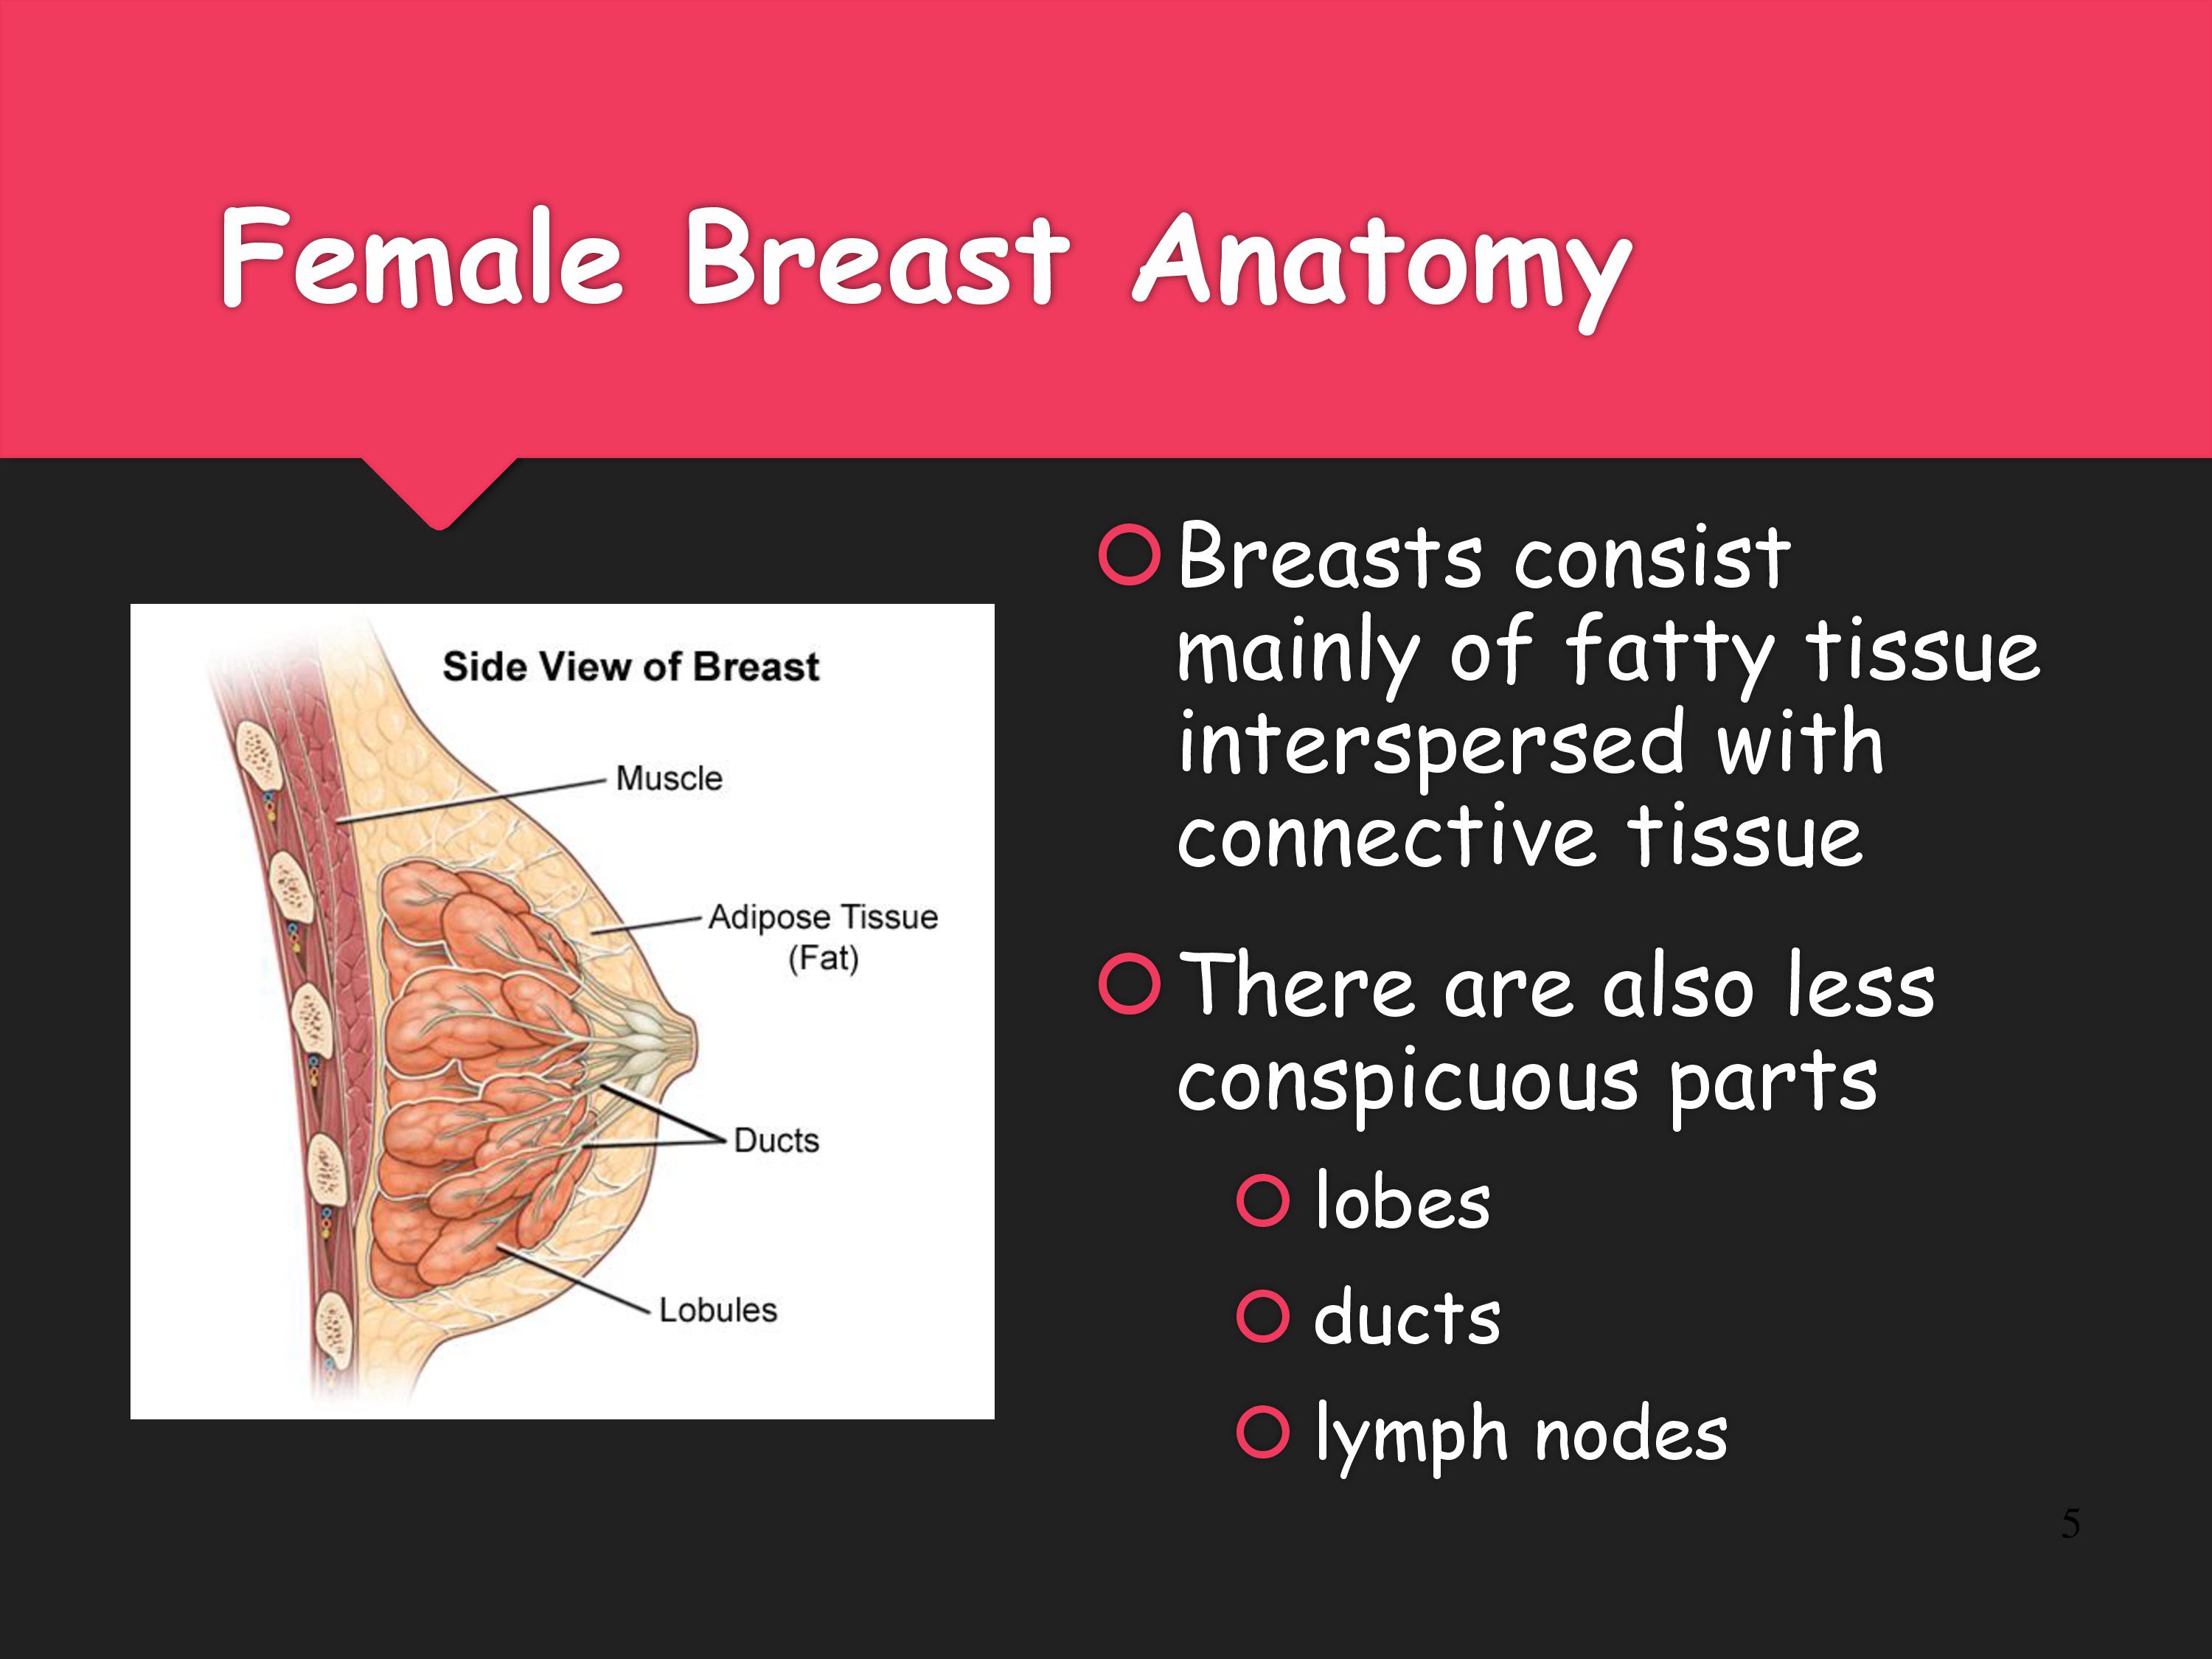 Female Breast Anatomy
Side View of Breast
Muscle
Adipose Tissue
(Fat)
Ducts
Lobules
Breasts consist
mainly of fatty tissue
interspersed with
connective tissue
There are also less
conspicuous parts
lobes
ducts
lymph nodes
5